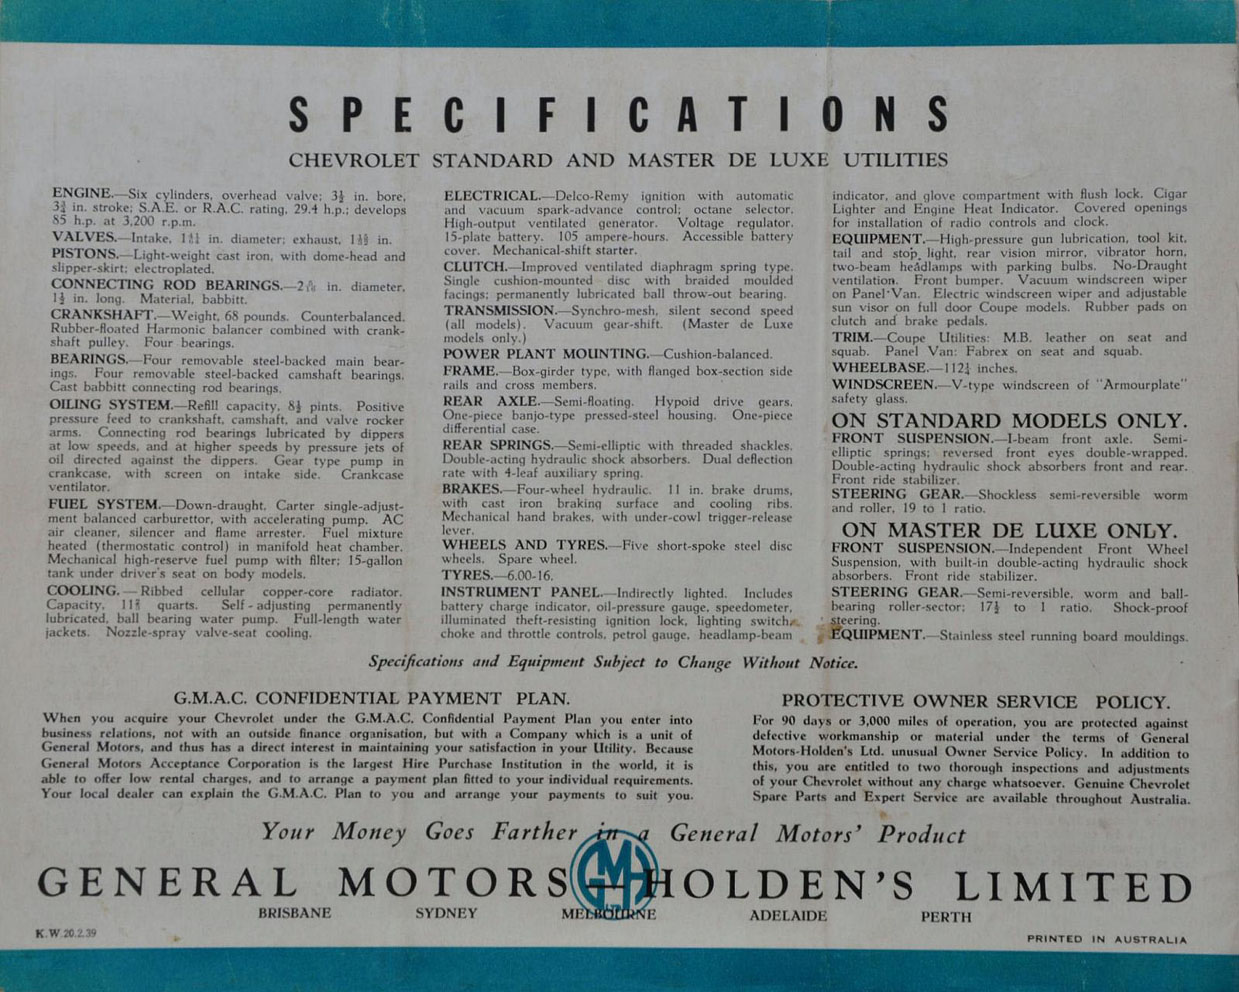 SPECIFICATIONS
CHEVROLET STANDARD AND MASTER DE LUXE UTILITIES
ENGINE.—Six cylinders, overhead valve; 3½ in. bore,
3¾ in. stroke; S.A.E. or R.A.C. rating, 29.4 h.p.; develops
85 h.p. at 3,200 r.p.m.
VALVES.—Intake, in. diameter; exhaust, in.
PISTONS.—Light-weight cast iron, with dome-head and
slipper-skirt; electroplated.
CONNECTING ROD BEARINGS.— in. diameter,
1½ in. long. Material, babbitt.
CRANKSHAFT.—Weight, 68 pounds. Counterbalanced.
Rubber-floated Harmonic balancer combined with crank-
shaft pulley. Four bearings.
BEARINGS.—Four removable steel-backed main bear-
ings. Four removable steel-backed camshaft bearings.
Cast babbitt connecting rod bearings.
OILING SYSTEM.—Refill capacity, 8½ pints. Positive
pressure feed to crankshaft, camshaft, and valve rocker
arms. Connecting rod bearings lubricated by dippers
at low speeds, and at higher speeds by pressure jets of
oil directed against the dippers. Gear type pump in
crankcase, with screen on intake side. Crankcase
ventilator.
FUEL SYSTEM.—Down-draught, Carter single-adjust-
ment balanced carburettor, with accelerating pump. AC
air cleaner, silencer and flame arrester. Fuel mixture
heated (thermostatic control) in manifold heat chamber.
Mechanical high-reserve fuel pump with filter; 15-gallon
tank under driver's seat on body models.
COOLING.—Ribbed cellular copper-core radiator.
Capacity, quarts. Self-adjusting permanently
lubricated, ball bearing water pump. Full-length water
jackets. Nozzle-spray valve-seat cooling.
ELECTRICAL.—Delco-Remy ignition with automatic
and vacuum spark-advance control; octane selector.
High-output ventilated generator. Voltage regulator.
15-plate battery. 105 ampere-hours. Accessible battery
cover. Mechanical-shift starter.
CLUTCH.—Improved ventilated diaphragm spring type.
Single cushion-mounted disc with braided moulded
facings; permanently lubricated ball throw-out bearing.
TRANSMISSION.—Synchro-mesh, silent second speed
(all models). Vacuum gear-shift. (Master de Luxe
models only.)
POWER PLANT MOUNTING.—Cushion-balanced.
FRAME.—Box-girder type, with flanged box-section side
rails and cross members.
REAR AXLE.—Semi-floating. Hypoid drive gears.
One-piece banjo-type pressed-steel housing. One-piece
differential case.
REAR SPRINGS.—Semi-elliptic with threaded shackles.
Double-acting hydraulic shock absorbers. Dual deflection
rate with 4-leaf auxiliary spring.
BRAKES.—Four-wheel hydraulic. 11 in. brake drums,
with cast iron braking surface and cooling ribs.
Mechanical hand brakes, with under-cowl trigger-release
lever.
WHEELS AND TYRES.—Five short-spoke steel disc
wheels. Spare wheel.
TYRES.—6.00-16.
INSTRUMENT PANEL.—Indirectly lighted. Includes
battery charge indicator, oil-pressure gauge, speedometer,
illuminated theft-resisting ignition lock, lighting switch,
choke and throttle controls, petrol gauge, headlamp-beam
indicator, and glove compartment with flush lock. Cigar
Lighter and Engine Heat Indicator. Covered openings
for installation of radio controls and clock.
EQUIPMENT.—High-pressure gun lubrication, tool kit,
tail and stop light, rear vision mirror, vibrator horn,
two-beam headlamps with parking bulbs. No-Draught
ventilation. Front bumper. Vacuum windscreen wiper
on Panel Van. Electric windscreen wiper and adjustable
sun visor on full door Coupe models. Rubber pads on
clutch and brake pedals.
TRIM.—Coupe Utilities: M.B. leather on seat and
squab. Panel Van: Fabrex on seat and squab.
WHEELBASE.—112¼ inches.
WINDSCREEN.—V-type windscreen of "Armourplate"
safety glass.
ON STANDARD MODELS ONLY.
FRONT SUSPENSION.—I-beam front axle. Semi-
elliptic springs; reversed front eyes double-wrapped.
Double-acting hydraulic shock absorbers front and rear.
Front ride stabilizer.
STEERING GEAR.—Shockless semi-reversible worm
and roller, 19 to 1 ratio.
ON MASTER DE LUXE ONLY.
FRONT SUSPENSION.—Independent Front Wheel
Suspension, with built-in double-acting hydraulic shock
absorbers. Front ride stabilizer.
STEERING GEAR.—Semi-reversible, worm and ball-
bearing roller-sector; 17½ to 1 ratio. Shock-proof
steering.
EQUIPMENT.—Stainless steel running board mouldings.
Specifications and Equipment Subject to Change Without Notice.
G.M.A.C. CONFIDENTIAL PAYMENT PLAN.
When you acquire your Chevrolet under the G.M.A.C. Confidential Payment Plan you enter into
business relations, not with an outside finance organisation, but with a Company which is a unit of
General Motors, and thus has a direct interest in maintaining your satisfaction in your Utility. Because
General Motors Acceptance Corporation is the largest Hire Purchase Institution in the world, it is
able to offer low rental charges, and to arrange a payment plan fitted to your individual requirements.
Your local dealer can explain the G.M.A.C. Plan to you and arrange your payments to suit you.
PROTECTIVE OWNER SERVICE POLICY.
For 90 days or 3,000 miles of operation, you are protected against
defective workmanship or material under the terms of General
Motors-Holden's Ltd. unusual Owner Service Policy. In addition to
this, you are entitled to two thorough inspections and adjustments
of your Chevrolet without any charge whatsoever. Genuine Chevrolet
Spare Parts and Expert Service are available throughout Australia.
Your Money Goes Farther in a General Motors' Product
GMH
LTD
GENERAL MOTORS—HOLDEN'S LIMITED
BRISBANE SYDNEY MELBOURNE ADELAIDE PERTH
K.W.20.2.39
PRINTED IN AUSTRALIA